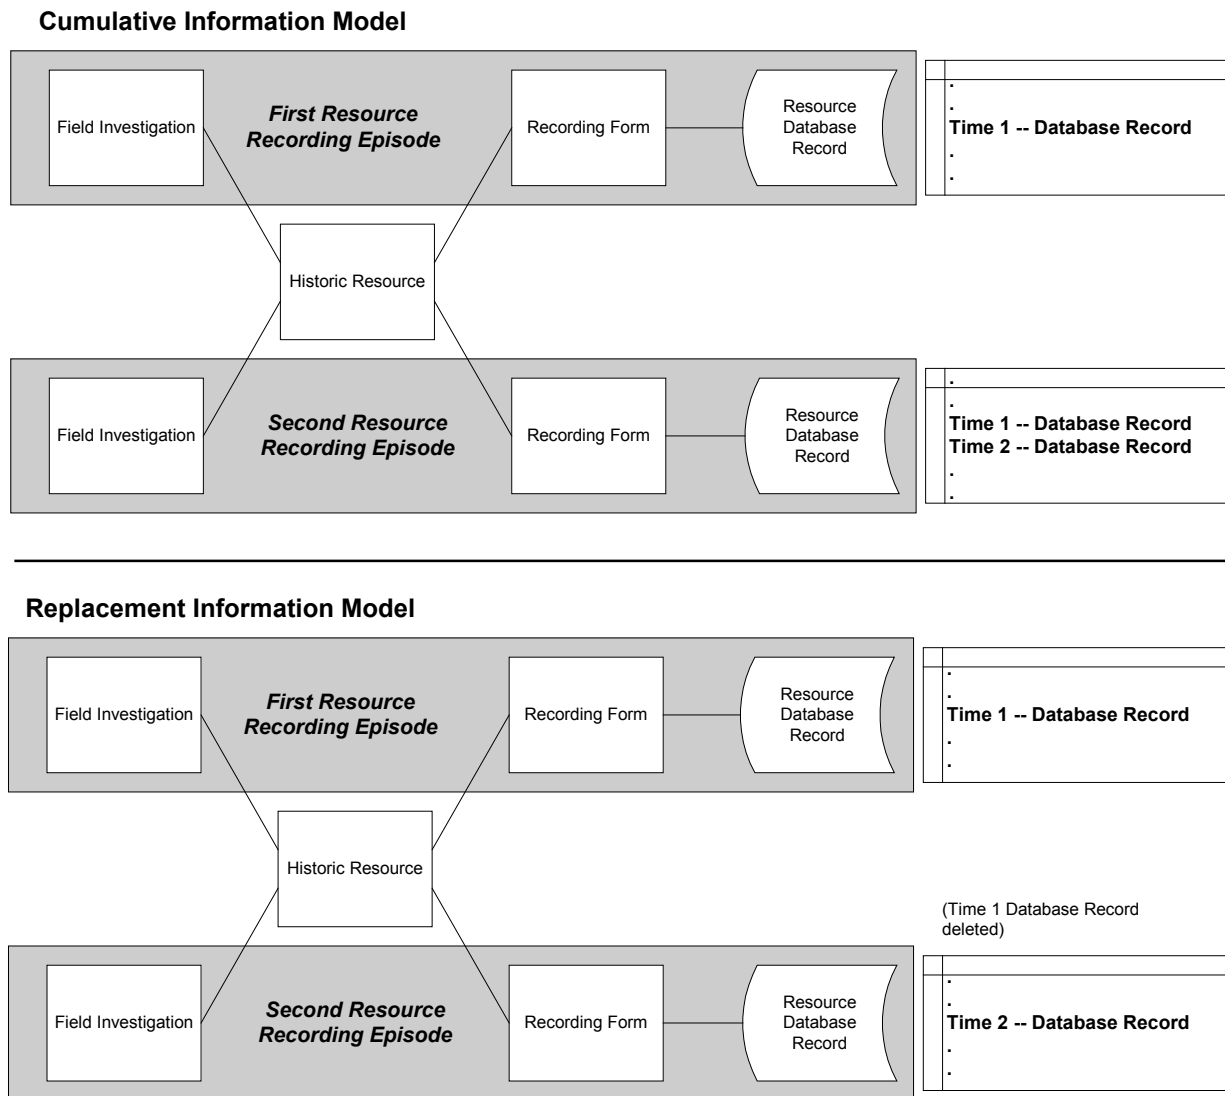 Cumulative Information Model
Field Investigation
First Resource
Recording Episode
Recording Form
Resource
Database
Record
.
.
Time 1 -- Database Record
.
.
Historic Resource
Field Investigation
Second Resource
Recording Episode
Recording Form
Resource
Database
Record
.
.
Time 1 -- Database Record
Time 2 -- Database Record
.
.
Replacement Information Model
Field Investigation
First Resource
Recording Episode
Recording Form
Resource
Database
Record
.
.
Time 1 -- Database Record
.
.
Historic Resource
(Time 1 Database Record
deleted)
Field Investigation
Second Resource
Recording Episode
Recording Form
Resource
Database
Record
.
.
Time 2 -- Database Record
.
.